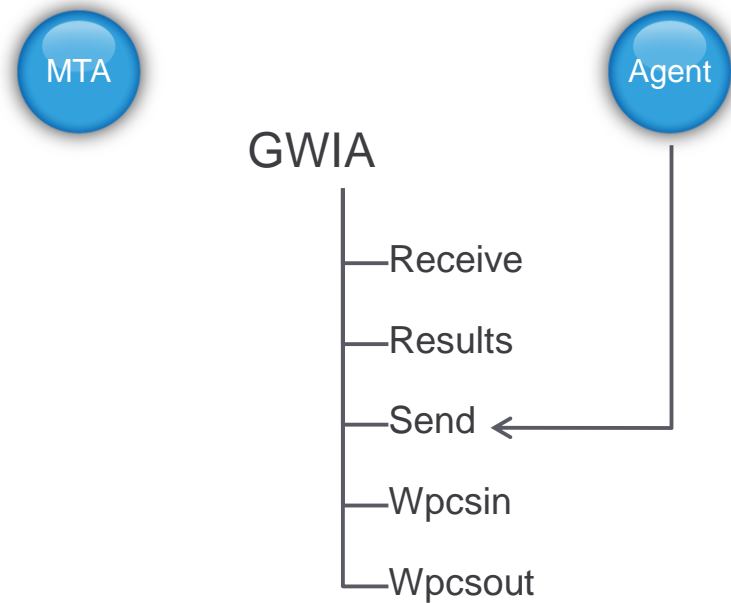 MTA
Agent
GWIA
Receive
Results
Send
Wpcsin
Wpcsout